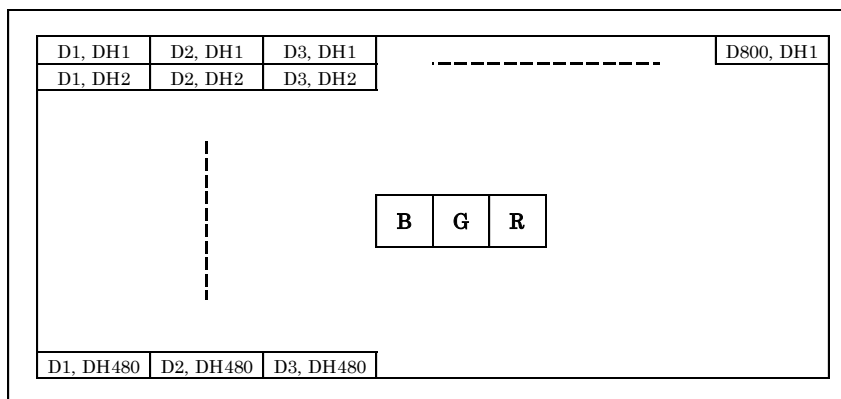 D1, DH1 D2, DH1 D3, DH1 D800, DH1
D1, DH2 D2, DH2 D3, DH2
B G R
D1, DH480 D2, DH480 D3, DH480